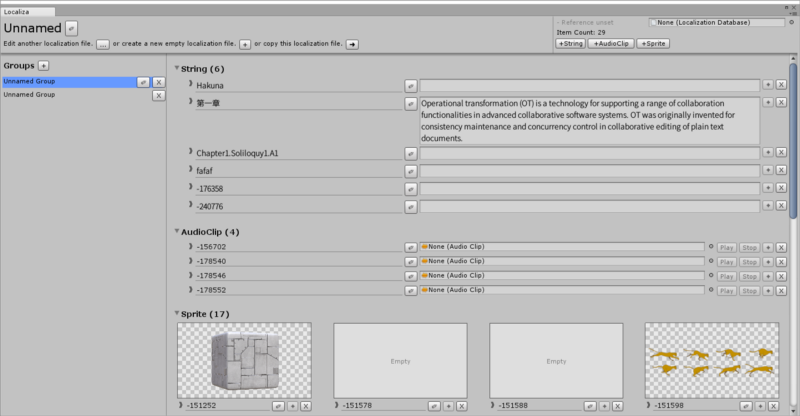 Localiza
Unnamed
- Reference unset
None (Localization Database)
Item Count: 29
Edit another localization file. ... or create a new empty localization file. + or copy this localization file.
+String +AudioClip +Sprite
Groups +
Unnamed Group X
Unnamed Group X
String (6)
Hakuna + X
第一章 + X
Operational transformation (OT) is a technology for supporting a range of collaboration
functionalities in advanced collaborative software systems. OT was originally invented for
consistency maintenance and concurrency control in collaborative editing of plain text
documents.
Chapter1.Soliloquy1.A1 + X
fafaf + X
-176358 + X
-240776 + X
AudioClip (4)
-156702 None (Audio Clip) Play Stop + X
-178540 None (Audio Clip) Play Stop + X
-178546 None (Audio Clip) Play Stop + X
-178552 None (Audio Clip) Play Stop + X
Sprite (17)
Empty
Empty
-151252 + X
-151578 + X
-151588 + X
-151598 + X